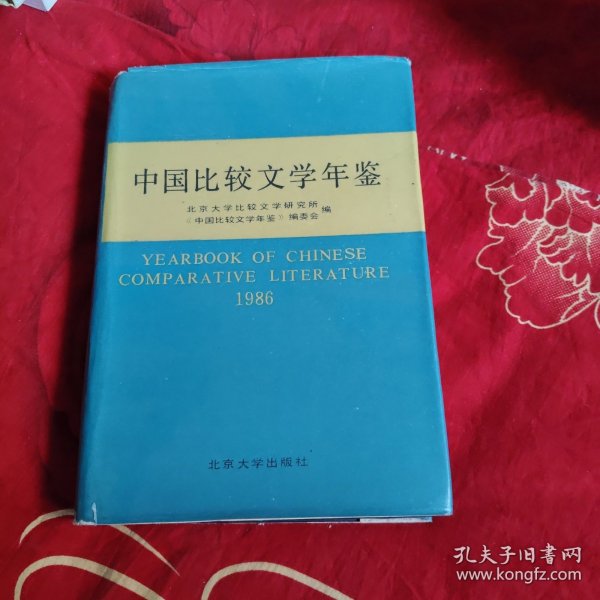 中国比较文学年鉴
北京大学比较文学研究所
《中国比较文学年鉴》编委会
编
YEARBOOK OF CHINESE
COMPARATIVE LITERATURE
1986
北京大学出版社
孔夫子旧书网
www.kongfz.com